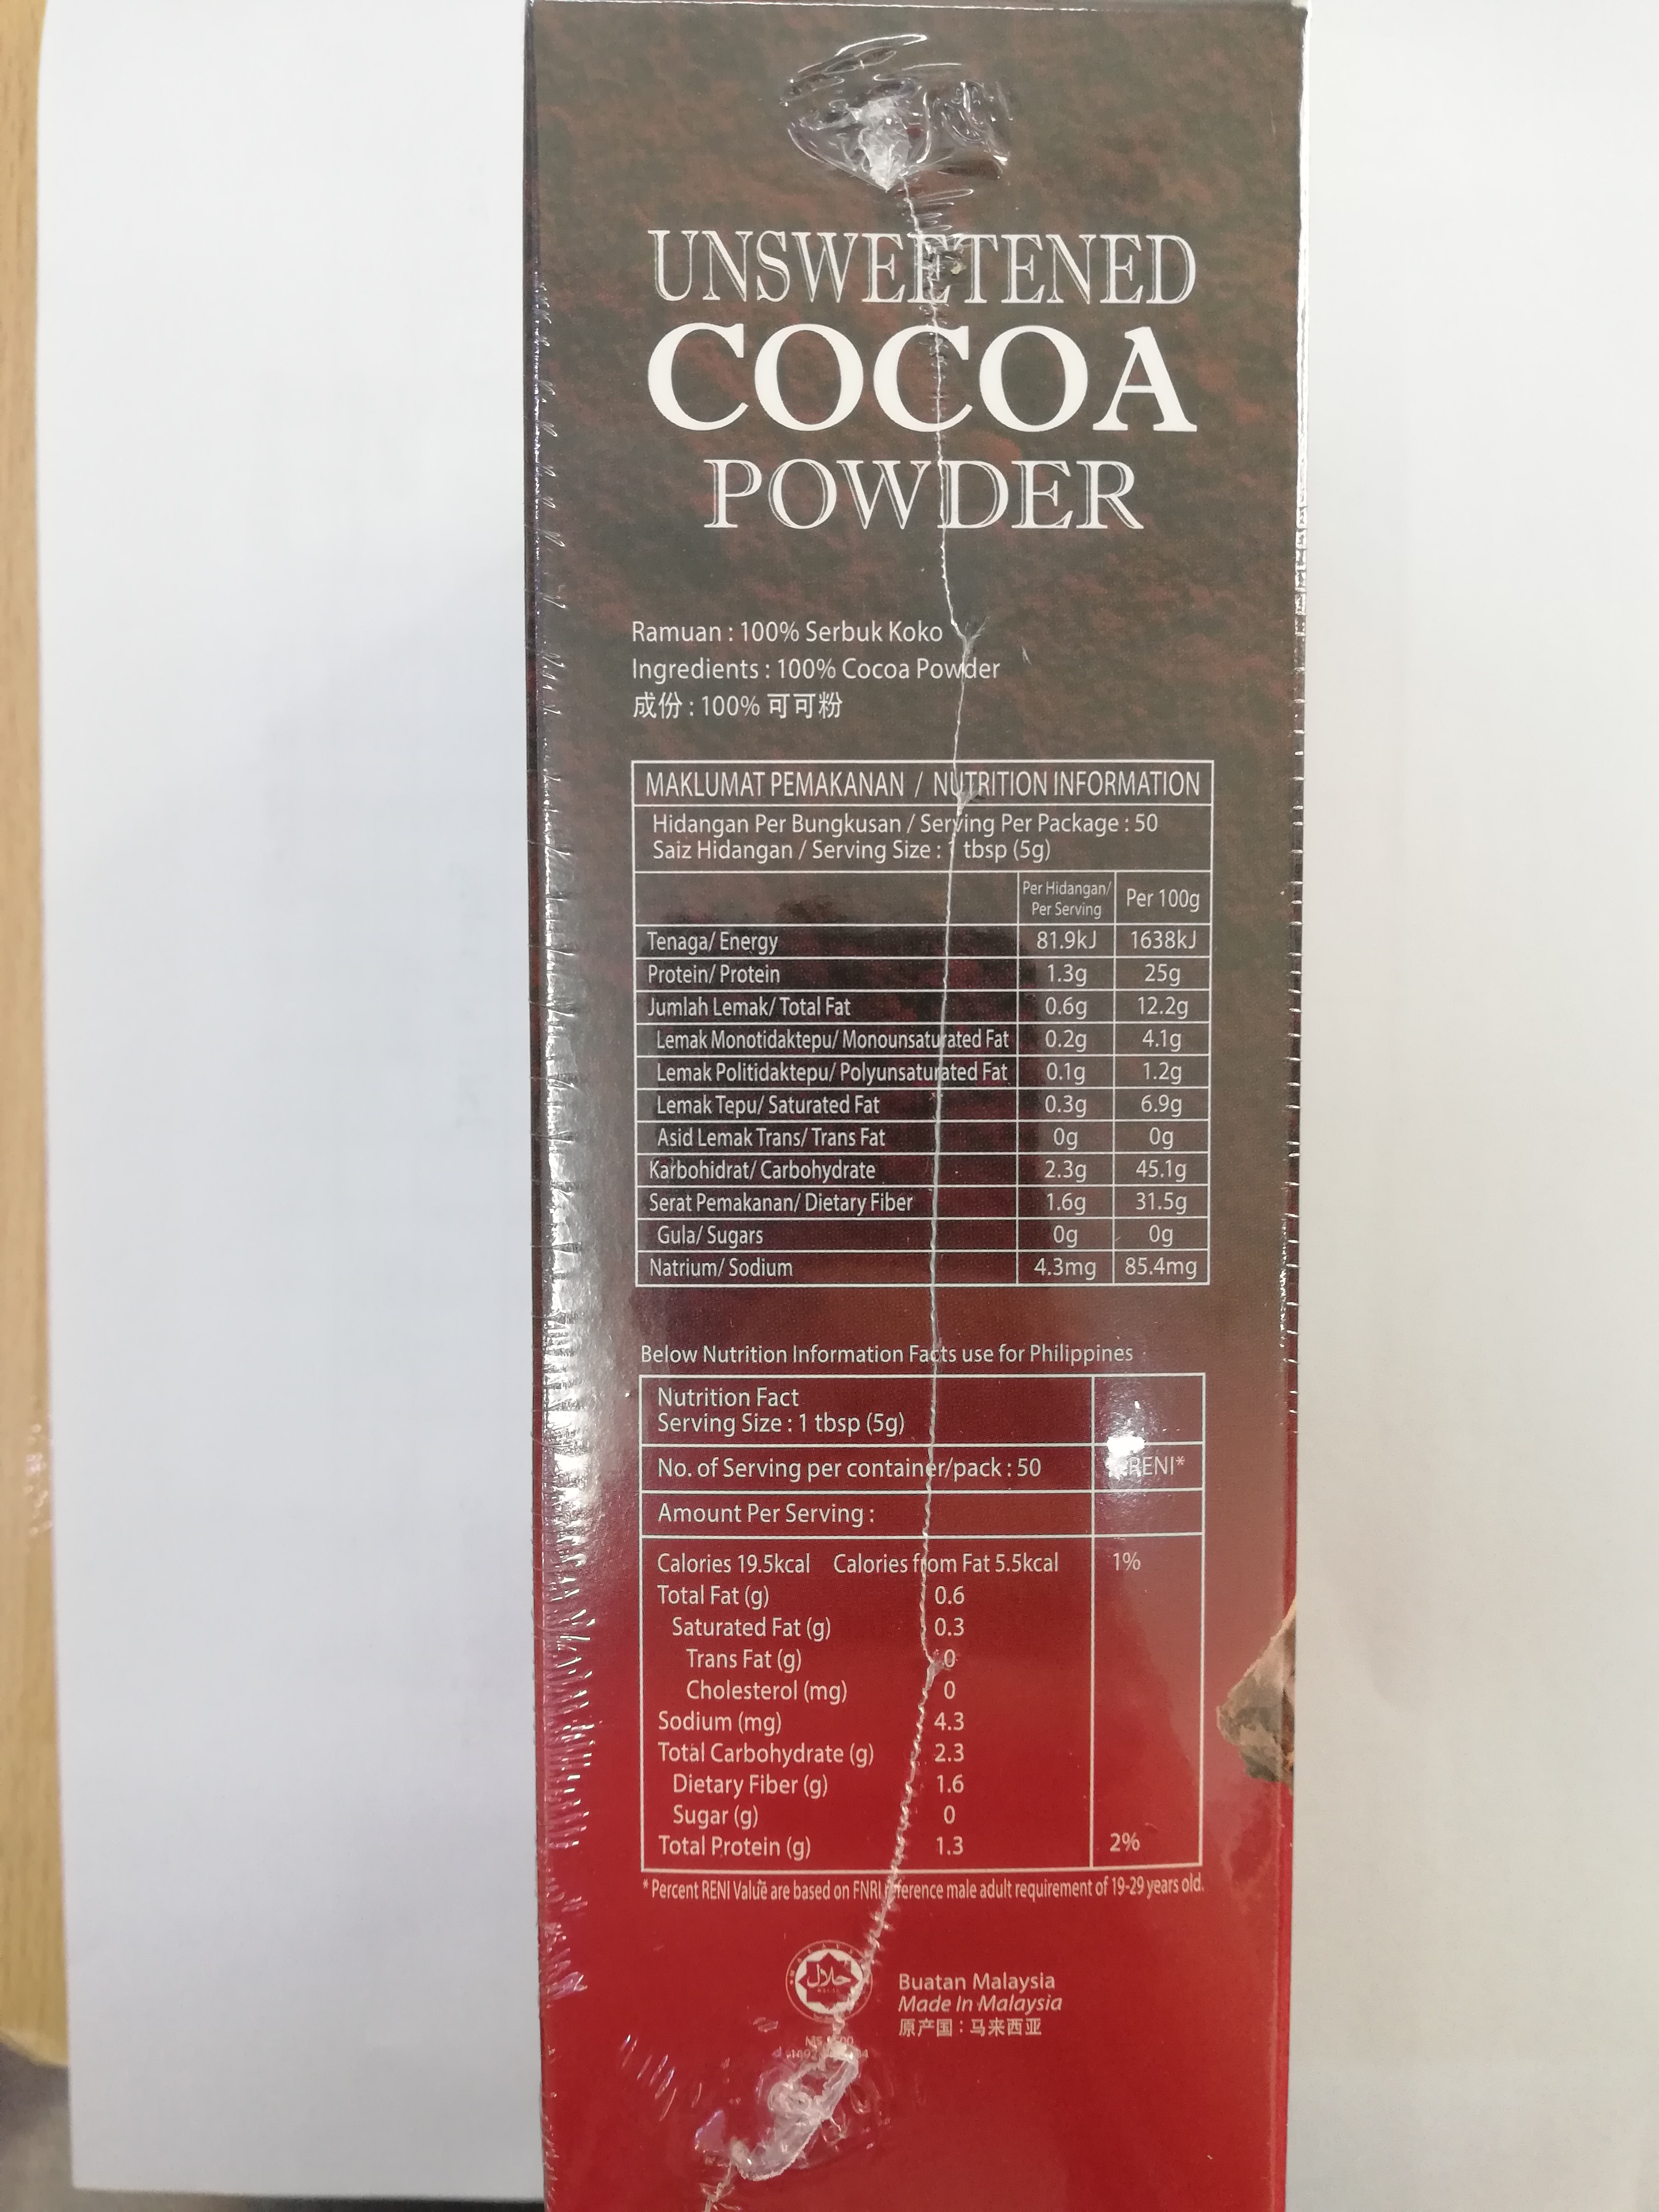 UNSWEETENED
COCOA
POWDER
Ramuan : 100% Serbuk Koko
Ingredients : 100% Cocoa Powder
成份 : 100% 可可粉
MAKLUMAT PEMAKANAN / NUTRITION INFORMATION
Hidangan Per Bungkusan / Serving Per Package : 50
Saiz Hidangan / Serving Size : 1 tbsp (5g)
Per Hidangan/ Per Serving Per 100g
Tenaga/ Energy 81.9kJ 1638kJ
Protein/ Protein 1.3g 25g
Jumlah Lemak/ Total Fat 0.6g 12.2g
Lemak Monotidaktepu/ Monounsaturated Fat 0.2g 4.1g
Lemak Politidaktepu/ Polyunsaturated Fat 0.1g 1.2g
Lemak Tepu/ Saturated Fat 0.3g 6.9g
Asid Lemak Trans/ Trans Fat 0g 0g
Karbohidrat/ Carbohydrate 2.3g 45.1g
Serat Pemakanan/ Dietary Fiber 1.6g 31.5g
Gula/ Sugars 0g 0g
Natrium/ Sodium 4.3mg 85.4mg
Below Nutrition Information Facts use for Philippines
Nutrition Fact
Serving Size : 1 tbsp (5g)
No. of Serving per container/pack : 50 RENI*
Amount Per Serving :
Calories 19.5kcal Calories from Fat 5.5kcal 1%
Total Fat (g) 0.6
Saturated Fat (g) 0.3
Trans Fat (g) 0
Cholesterol (mg) 0
Sodium (mg) 4.3
Total Carbohydrate (g) 2.3
Dietary Fiber (g) 1.6
Sugar (g) 0
Total Protein (g) 1.3 2%
* Percent RENI Value are based on FNRI reference male adult requirement of 19-29 years old.
حلال
Buatan Malaysia
Made In Malaysia
原产国 : 马来西亚